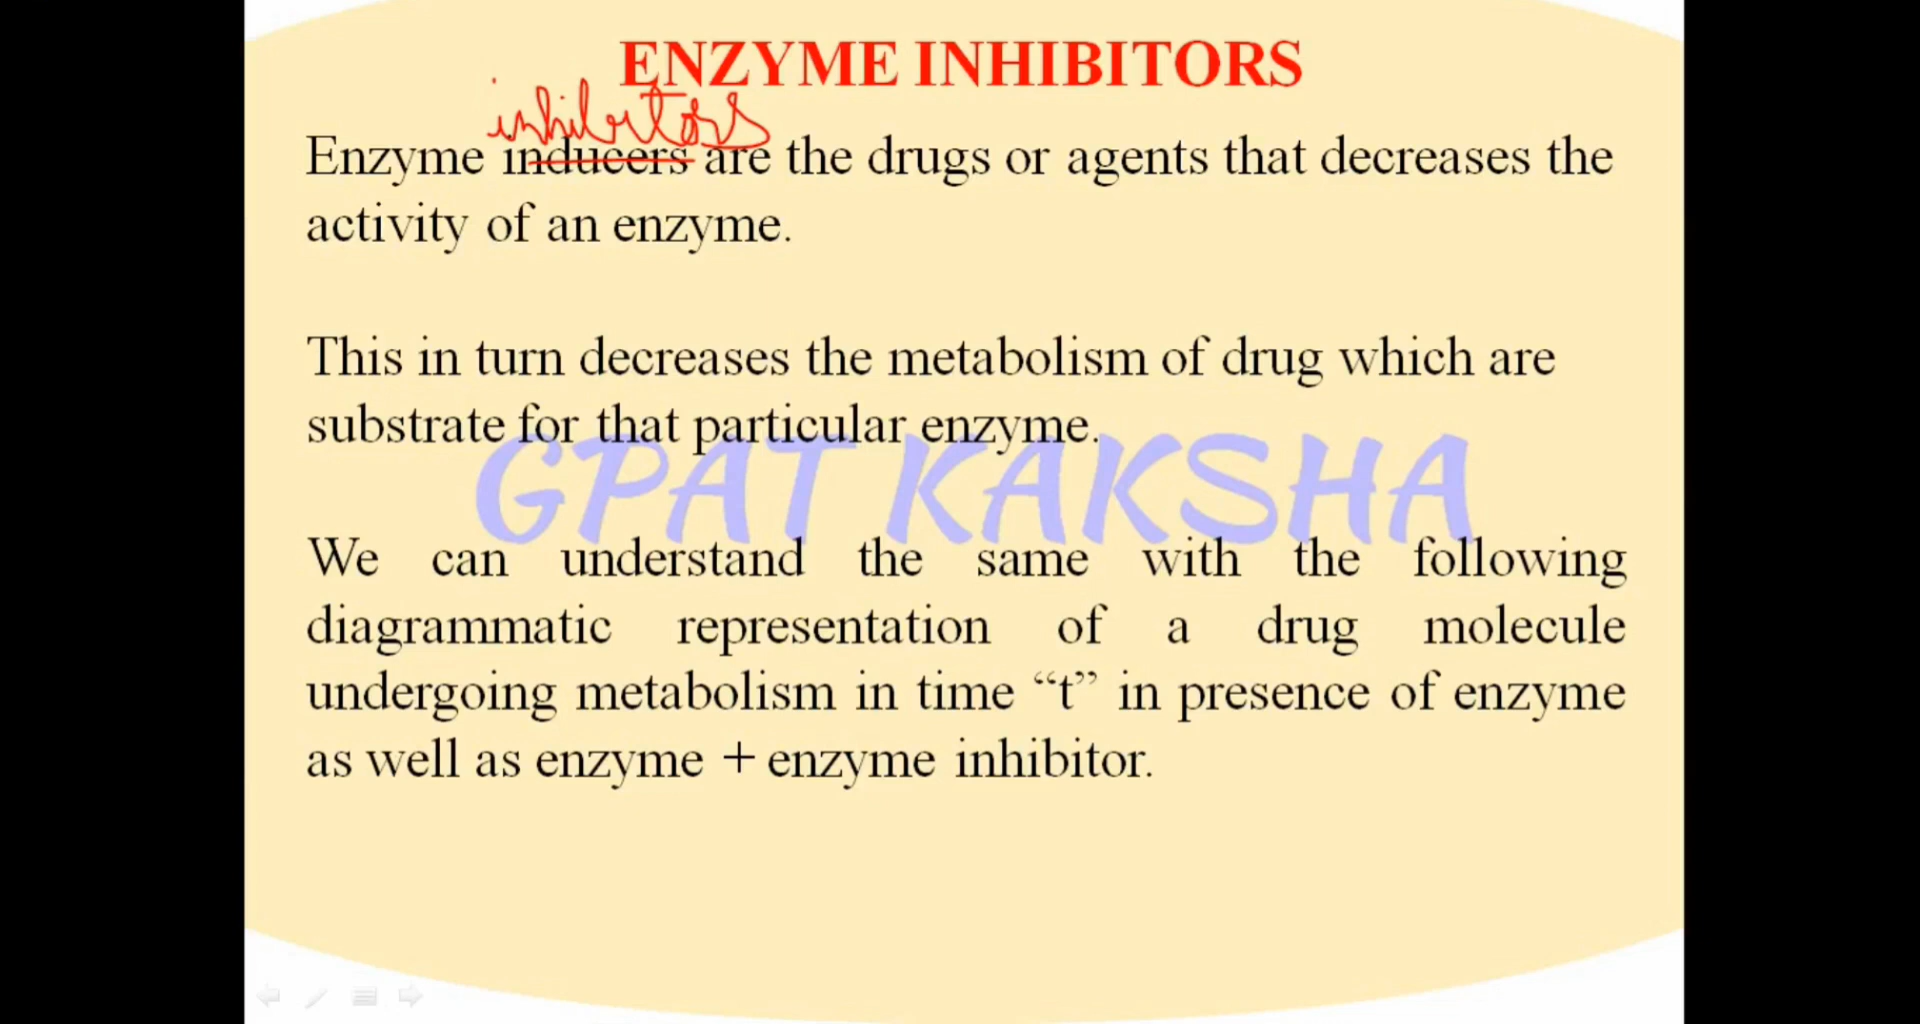 ENZYME INHIBITORS
inhibitors
Enzyme inducers are the drugs or agents that decreases the
activity of an enzyme.
This in turn decreases the metabolism of drug which are
substrate for that particular enzyme.
GPAT KAKSHA
We can understand the same with the following
diagrammatic representation of a drug molecule
undergoing metabolism in time “t” in presence of enzyme
as well as enzyme + enzyme inhibitor.